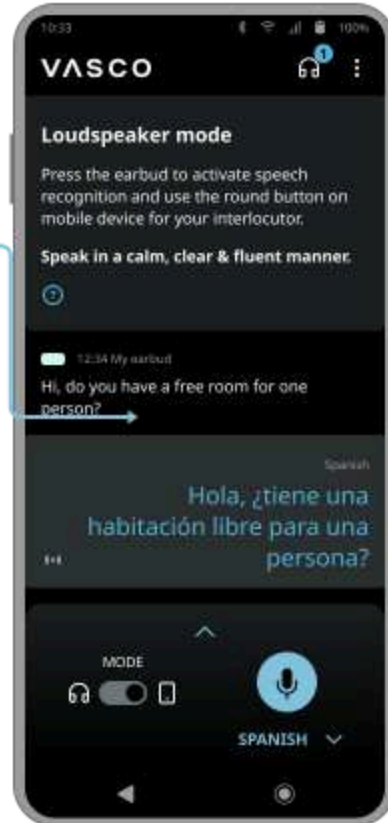 10:33 100%
VASCO 1
Loudspeaker mode
Press the earbud to activate speech
recognition and use the round button on
mobile device for your interlocutor.
Speak in a calm, clear & fluent manner.
?
12:34 My earbud
Hi, do you have a free room for one
person?
Spanish
Hola, ¿tiene una
habitación libre para una
persona?
MODE
SPANISH